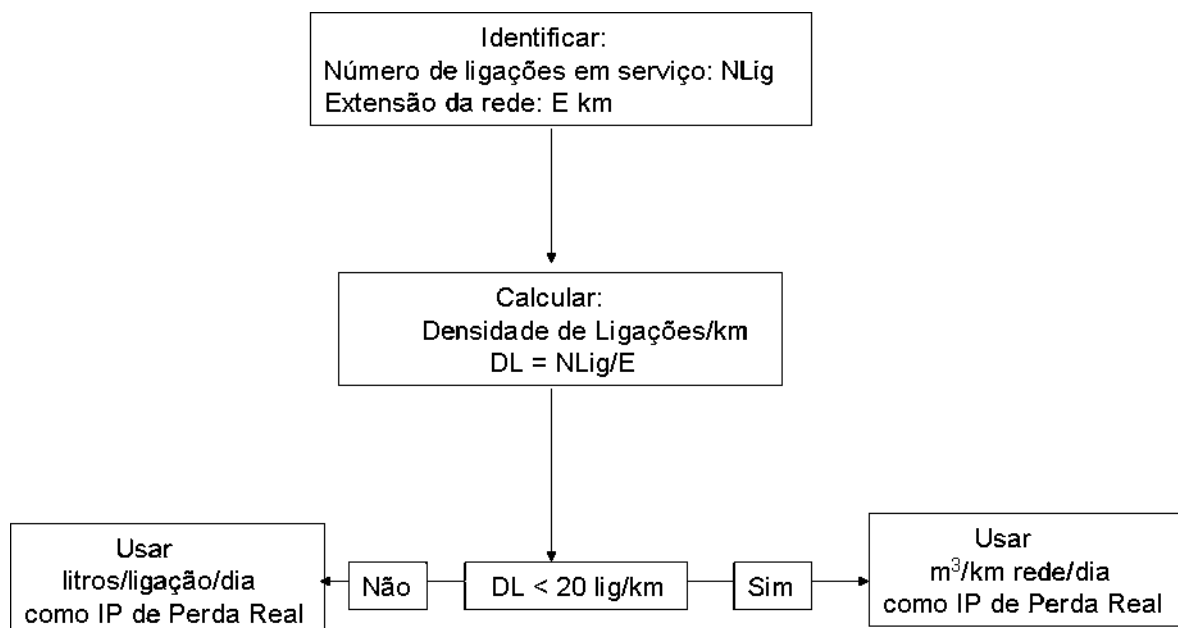 Identificar:
Número de ligações em serviço: NLig
Extensão da rede: E km
Calcular:
Densidade de Ligações/km
DL = NLig/E
Usar
litros/ligação/dia
como IP de Perda Real
Não
DL < 20 lig/km
Sim
Usar
m³/km rede/dia
como IP de Perda Real